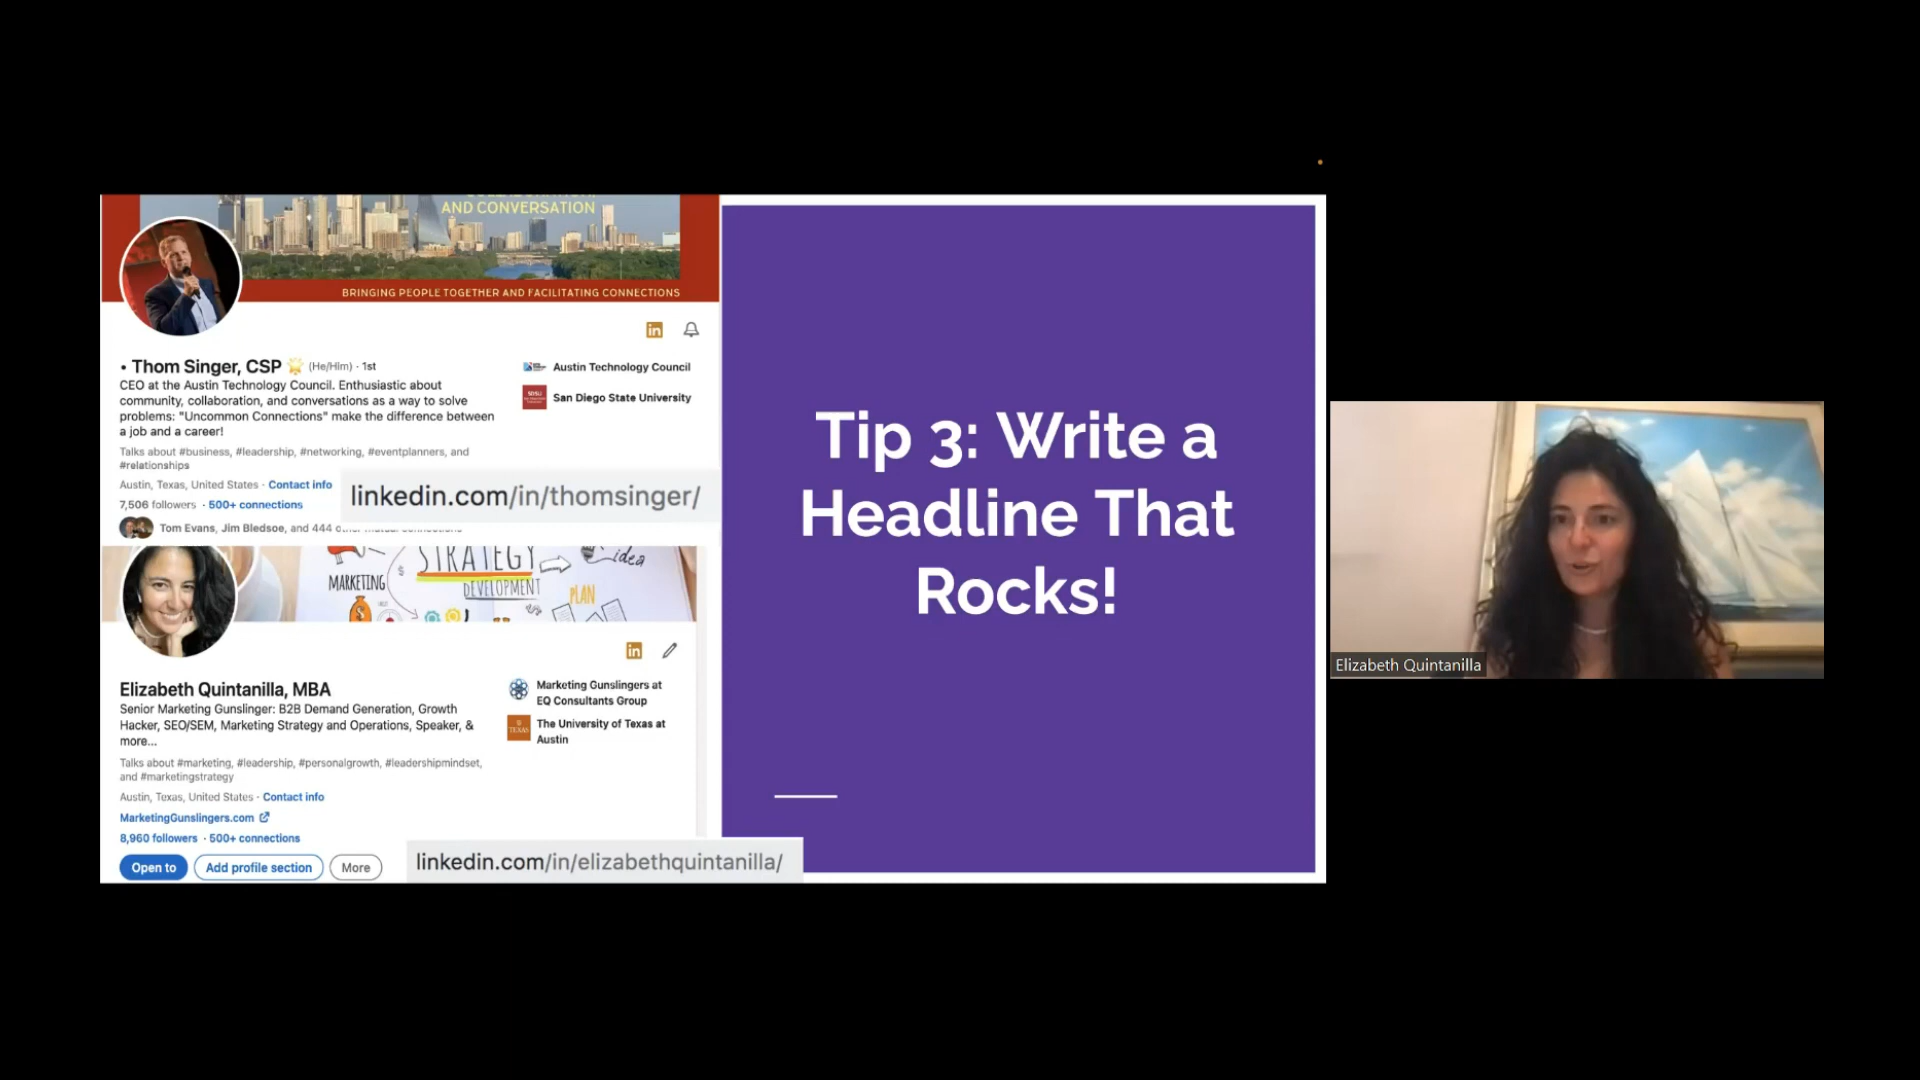 AND CONVERSATION
BRINGING PEOPLE TOGETHER AND FACILITATING CONNECTIONS
• Thom Singer, CSP (He/Him) · 1st
CEO at the Austin Technology Council. Enthusiastic about
community, collaboration, and conversations as a way to solve
problems: "Uncommon Connections" make the difference between
a job and a career!
Talks about #business, #leadership, #networking, #eventplanners, and
#relationships
Austin, Texas, United States · Contact info
7,506 followers · 500+ connections
Tom Evans, Jim Bledsoe, and 444
Austin Technology Council
San Diego State University
linkedin.com/in/thomsinger/
STRATEGY
idea
MARKETING
DEVELOPMENT
PLAN
Elizabeth Quintanilla, MBA
Senior Marketing Gunslinger: B2B Demand Generation, Growth
Hacker, SEO/SEM, Marketing Strategy and Operations, Speaker, &
more...
Talks about #marketing, #leadership, #personalgrowth, #leadershipmindset,
and #marketingstrategy
Austin, Texas, United States · Contact info
MarketingGunslingers.com
8,960 followers · 500+ connections
Open to
Add profile section
More
Marketing Gunslingers at
EQ Consultants Group
The University of Texas at
Austin
linkedin.com/in/elizabethquintanilla/
Tip 3: Write a
Headline That
Rocks!
Elizabeth Quintanilla